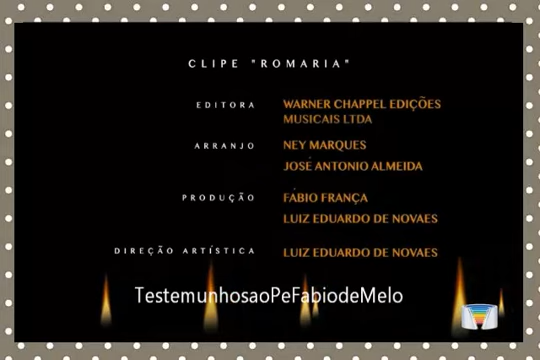 CLIPE "ROMARIA"
EDITORA WARNER CHAPPEL EDIÇÕES
MUSICAIS LTDA
ARRANJO NEY MARQUES
JOSÉ ANTONIO ALMEIDA
PRODUÇÃO FÁBIO FRANÇA
LUIZ EDUARDO DE NOVAES
DIREÇÃO ARTÍSTICA LUIZ EDUARDO DE NOVAES
TestemunhosaoPeFabiodeMelo